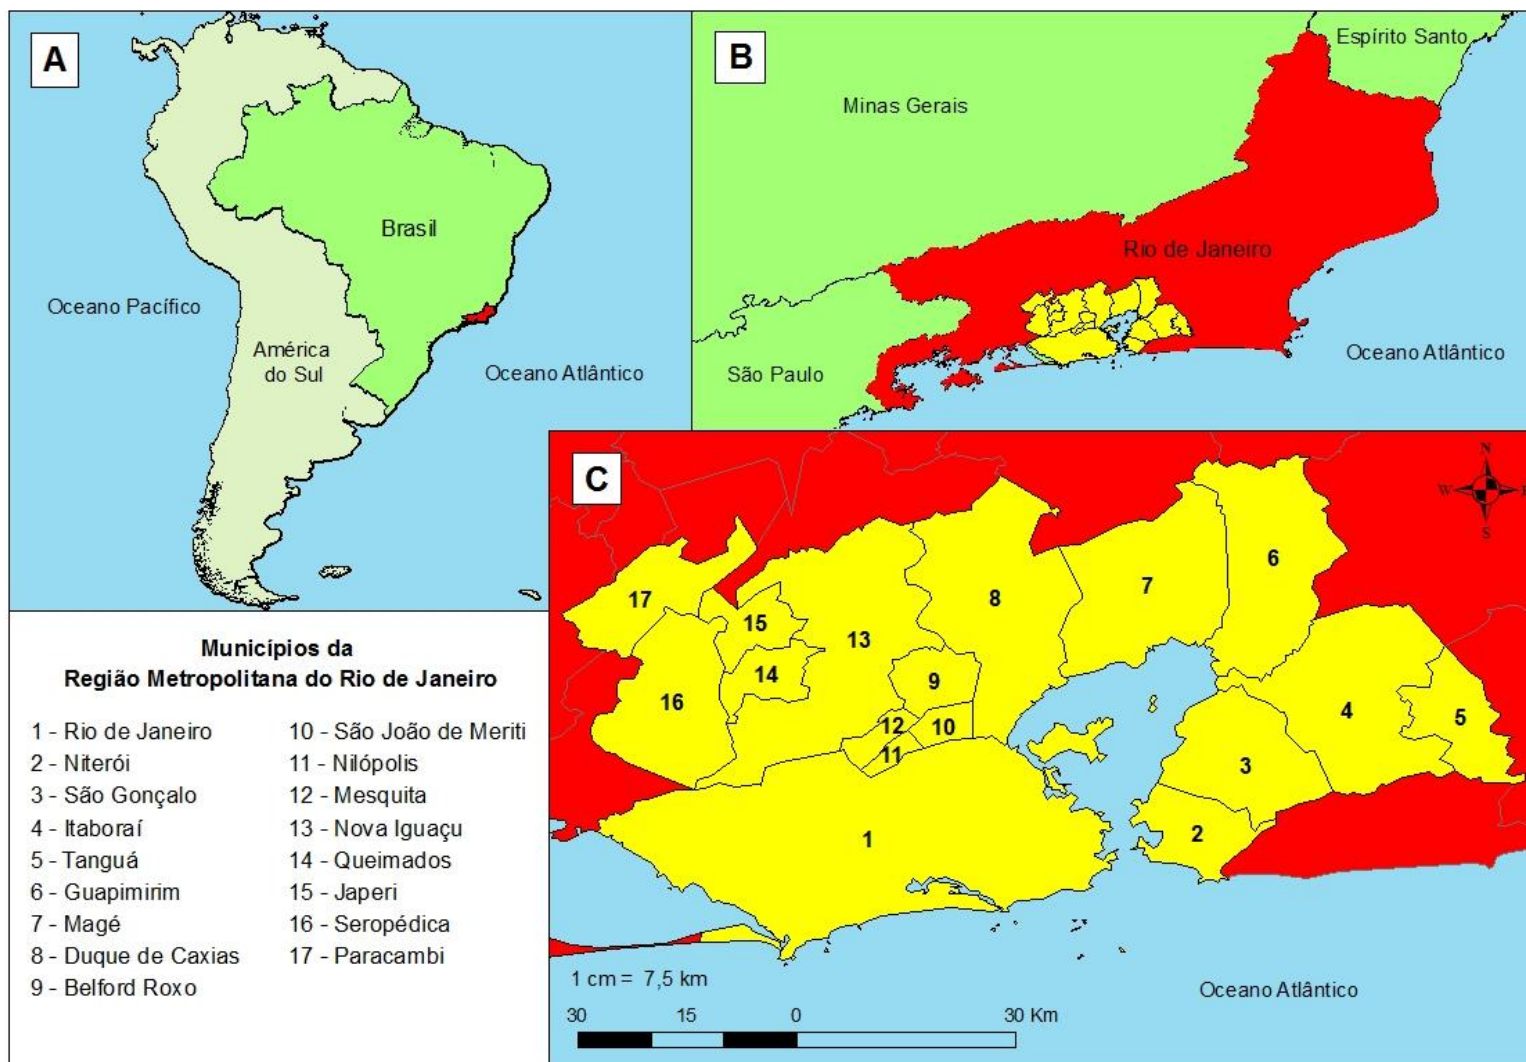 A
Brasil
Oceano Pacífico
América
do Sul
Oceano Atlântico
B
Espírito Santo
Minas Gerais
Rio de Janeiro
São Paulo
Oceano Atlântico
Municípios da
Região Metropolitana do Rio de Janeiro
1 - Rio de Janeiro
2 - Niterói
3 - São Gonçalo
4 - Itaboraí
5 - Tanguá
6 - Guapimirim
7 - Magé
8 - Duque de Caxias
9 - Belford Roxo
10 - São João de Meriti
11 - Nilópolis
12 - Mesquita
13 - Nova Iguaçu
14 - Queimados
15 - Japeri
16 - Seropédica
17 - Paracambi
C
N
W E
S
6
7
8
17
15
13
14
9
16
12
10
11
4
5
3
2
1
1 cm = 7,5 km
Oceano Atlântico
30 15 0 30 Km